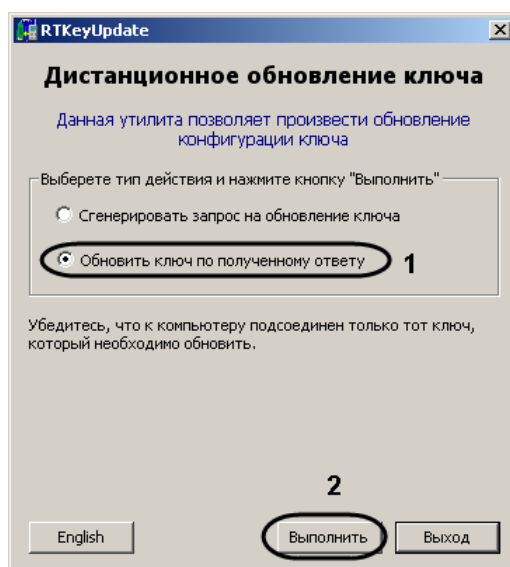 RTKeyUpdate
Дистанционное обновление ключа
Данная утилита позволяет произвести обновление
конфигурации ключа
Выберете тип действия и нажмите кнопку "Выполнить"
Сгенерировать запрос на обновление ключа
Обновить ключ по полученному ответу
1
Убедитесь, что к компьютеру подсоединен только тот ключ,
который необходимо обновить.
2
English
Выполнить
Выход